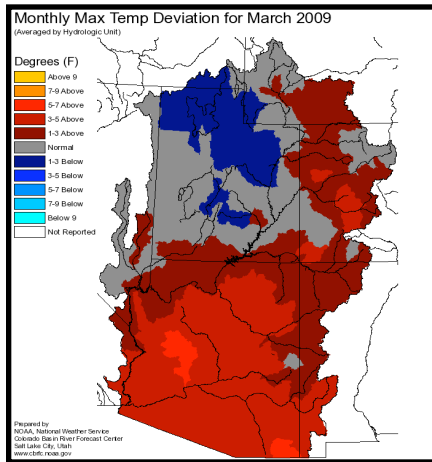 Monthly Max Temp Deviation for March 2009
(Averaged by Hydrologic Unit)
Degrees (F)
Above 9
7-9 Above
5-7 Above
3-5 Above
1-3 Above
Normal
1-3 Below
3-5 Below
5-7 Below
7-9 Below
Below 9
Not Reported
Prepared by
NOAA, National Weather Service
Colorado Basin River Forecast Center
Salt Lake City, Utah
www.cbrfc.noaa.gov